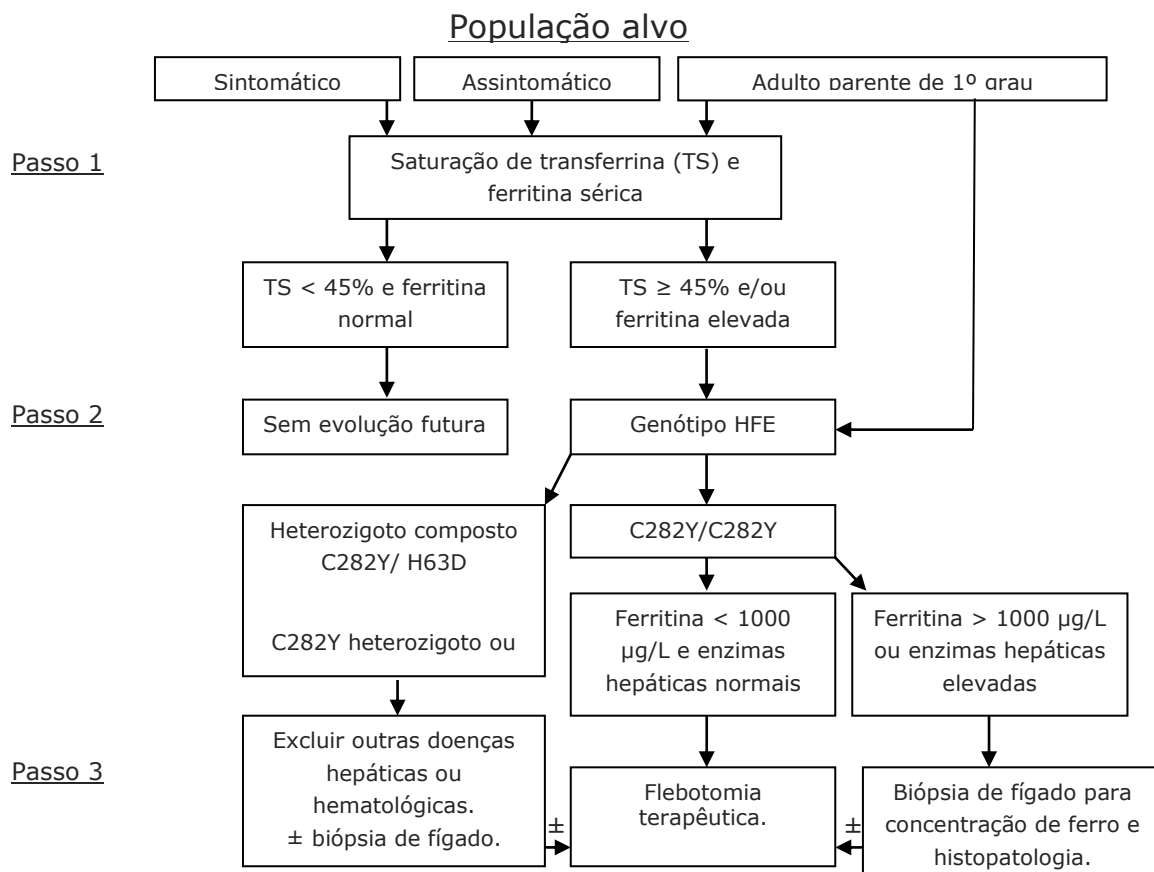 População alvo
Sintomático
Assintomático
Adulto parente de 1º grau
Passo 1
Saturação de transferrina (TS) e
ferritina sérica
TS < 45% e ferritina
normal
TS ≥ 45% e/ou
ferritina elevada
Passo 2
Sem evolução futura
Genótipo HFE
Heterozigoto composto
C282Y/ H63D
C282Y heterozigoto ou
C282Y/C282Y
Ferritina < 1000
µg/L e enzimas
hepáticas normais
Ferritina > 1000 µg/L
ou enzimas hepáticas
elevadas
Passo 3
Excluir outras doenças
hepáticas ou
hematológicas.
± biópsia de fígado.
±
Flebotomia
terapêutica.
±
Biópsia de fígado para
concentração de ferro e
histopatologia.